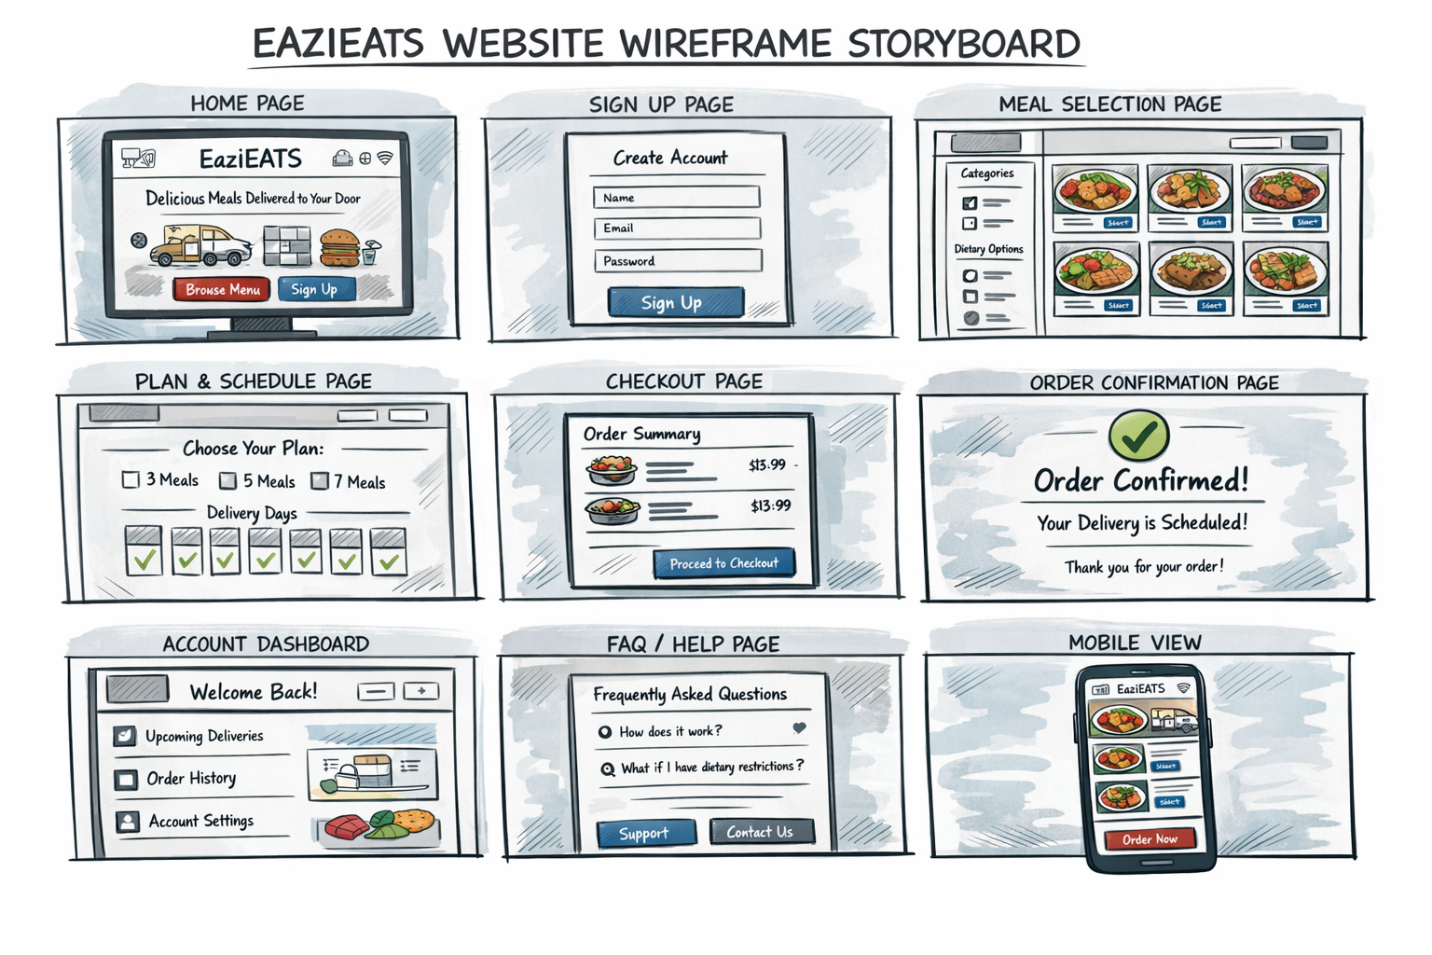 EAZIEATS WEBSITE WIREFRAME STORYBOARD
HOME PAGE
EaziEATS
Delicious Meals Delivered to Your Door
Browse Menu
Sign Up
SIGN UP PAGE
Create Account
Name
Email
Password
Sign Up
MEAL SELECTION PAGE
Categories
Dietary Options
PLAN & SCHEDULE PAGE
Choose Your Plan:
3 Meals
5 Meals
7 Meals
Delivery Days
CHECKOUT PAGE
Order Summary
$13.99
$13.99
Proceed to Checkout
ORDER CONFIRMATION PAGE
Order Confirmed!
Your Delivery is Scheduled!
Thank you for your order!
ACCOUNT DASHBOARD
Welcome Back!
Upcoming Deliveries
Order History
Account Settings
FAQ / HELP PAGE
Frequently Asked Questions
How does it work?
What if I have dietary restrictions?
Support
Contact Us
MOBILE VIEW
EaziEATS
Order Now